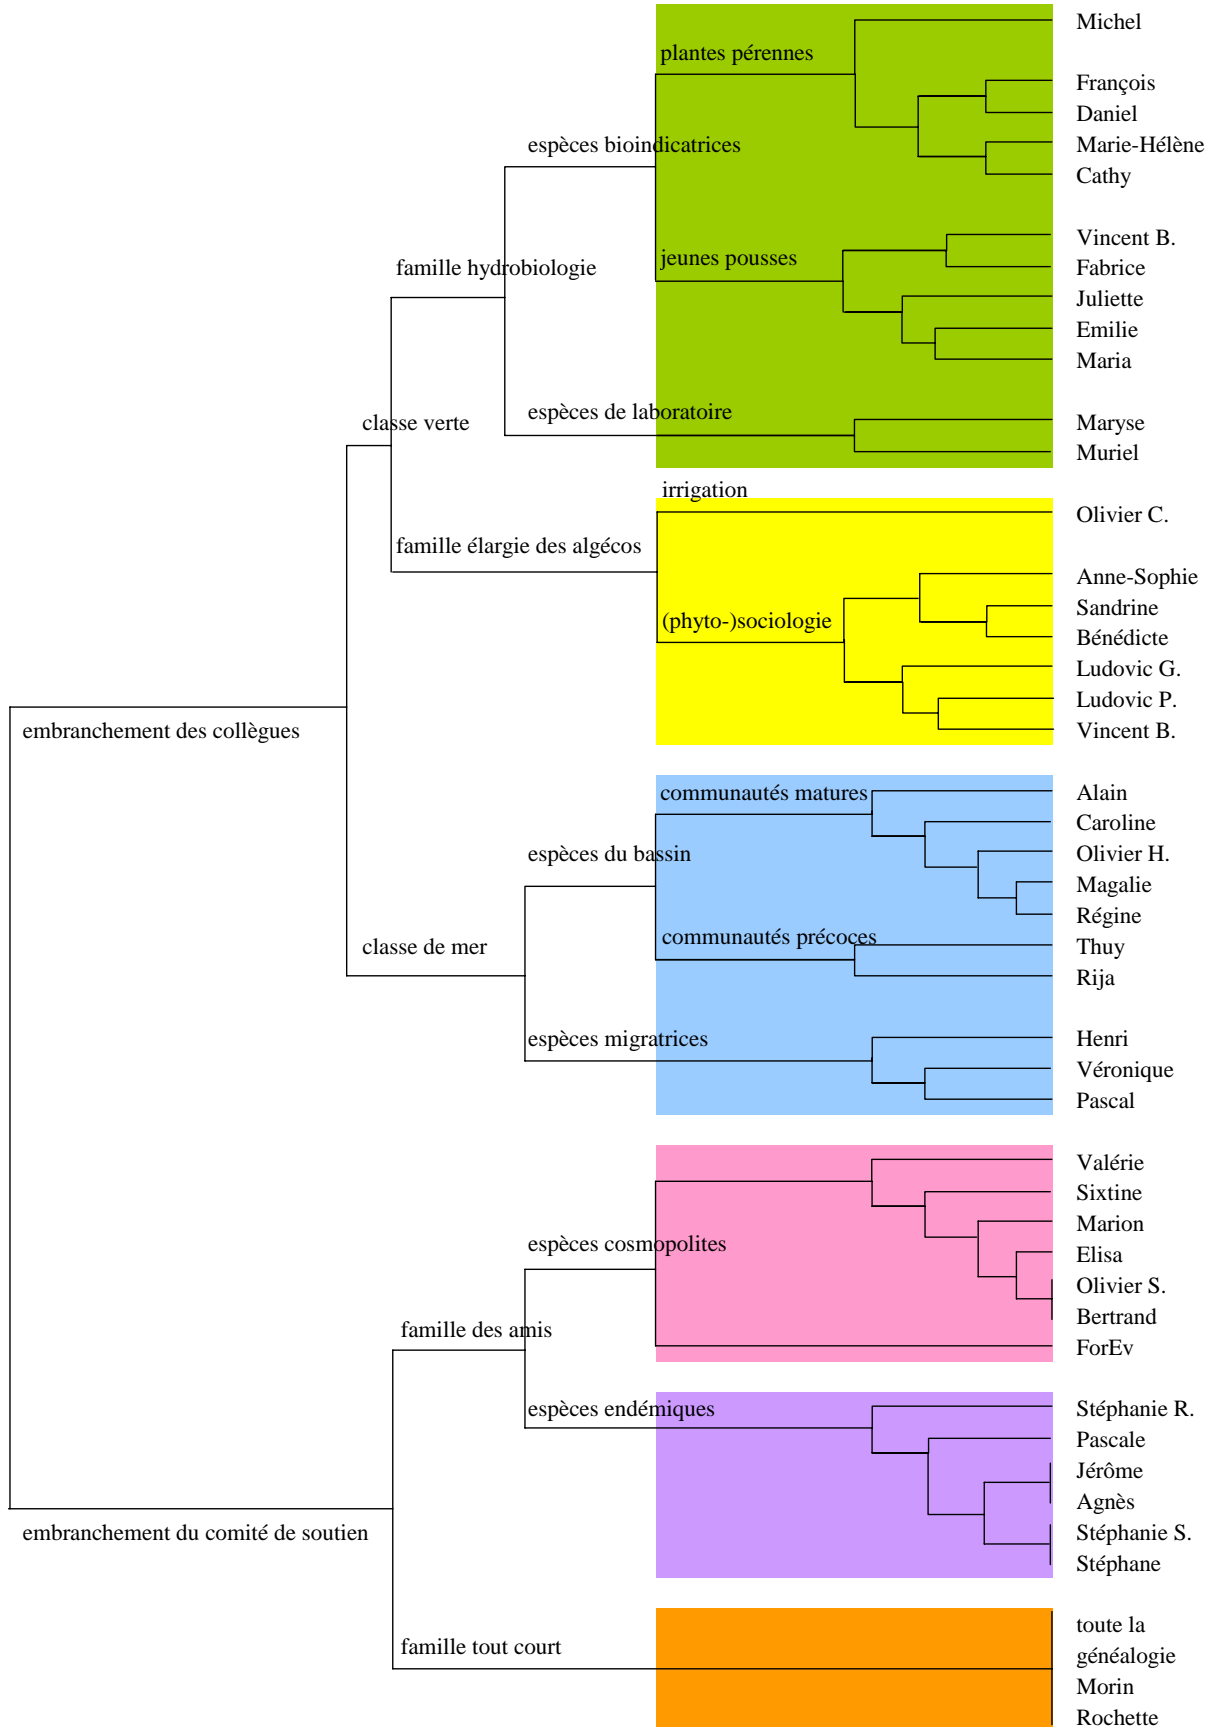 Michel
plantes pérennes
François
Daniel
espèces bioindicatrices
Marie-Hélène
Cathy
Vincent B.
jeunes pousses
Fabrice
famille hydrobiologie
Juliette
Emilie
Maria
espèces de laboratoire
classe verte
Maryse
Muriel
irrigation
Olivier C.
famille élargie des algécos
Anne-Sophie
Sandrine
(phyto-)sociologie
Bénédicte
Ludovic G.
Ludovic P.
embranchement des collègues
Vincent B.
communautés matures
Alain
Caroline
espèces du bassin
Olivier H.
Magalie
Régine
communautés précoces
classe de mer
Thuy
Rija
espèces migratrices
Henri
Véronique
Pascal
Valérie
Sixtine
Marion
espèces cosmopolites
Elisa
Olivier S.
Bertrand
famille des amis
ForEv
espèces endémiques
Stéphanie R.
Pascale
Jérôme
Agnès
embranchement du comité de soutien
Stéphanie S.
Stéphane
famille tout court
toute la
généalogie
Morin
Rochette